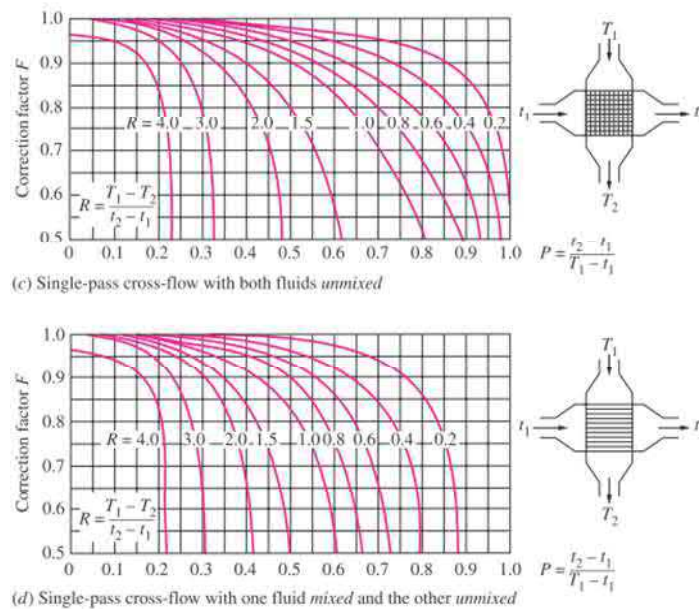 Correction factor F
1.0
0.9
0.8
0.7
0.6
0.5
R = 4.0 3.0 2.0 1.5 1.0 0.8 0.6 0.4 0.2
R = T₁ − T₂ / t₂ − t₁
0 0.1 0.2 0.3 0.4 0.5 0.6 0.7 0.8 0.9 1.0
T₁
t₁
t
T₂
P = t₂ t₁ / T₁ − t₁
(c) Single-pass cross-flow with both fluids unmixed
Correction factor F
1.0
0.9
0.8
0.7
0.6
0.5
R = 4.0 3.0 2.0 1.5 1.0 0.8 0.6 0.4 0.2
R = T₁ − T₂ / t₂ − t₁
0 0.1 0.2 0.3 0.4 0.5 0.6 0.7 0.8 0.9 1.0
T₁
t₁
t
T₂
P = t₂ − t₁ / T₁ − t₁
(d) Single-pass cross-flow with one fluid mixed and the other unmixed